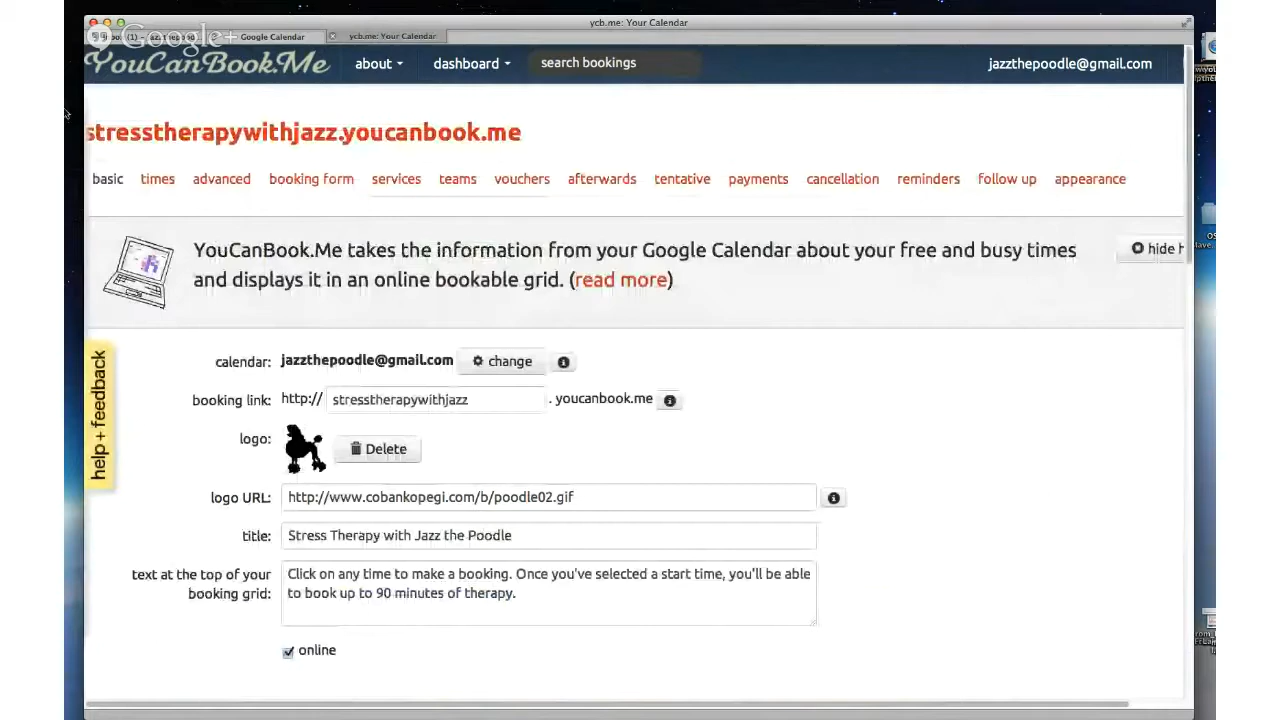 ycb.me: Your Calendar
Google+
Google Calendar
ycb.me: Your Calendar
YouCanBook.Me
about
dashboard
search bookings
jazzthepoodle@gmail.com
stresstherapywithjazz.youcanbook.me
basic times advanced booking form services teams vouchers afterwards tentative payments cancellation reminders follow up appearance
YouCanBook.Me takes the information from your Google Calendar about your free and busy times
and displays it in an online bookable grid. (read more)
hide h
calendar: jazzthepoodle@gmail.com change
booking link: http:// stresstherapywithjazz . youcanbook.me
logo: Delete
logo URL: http://www.cobankopegi.com/b/poodle02.gif
title: Stress Therapy with Jazz the Poodle
text at the top of your
booking grid:
Click on any time to make a booking. Once you've selected a start time, you'll be able
to book up to 90 minutes of therapy.
online
help + feedback